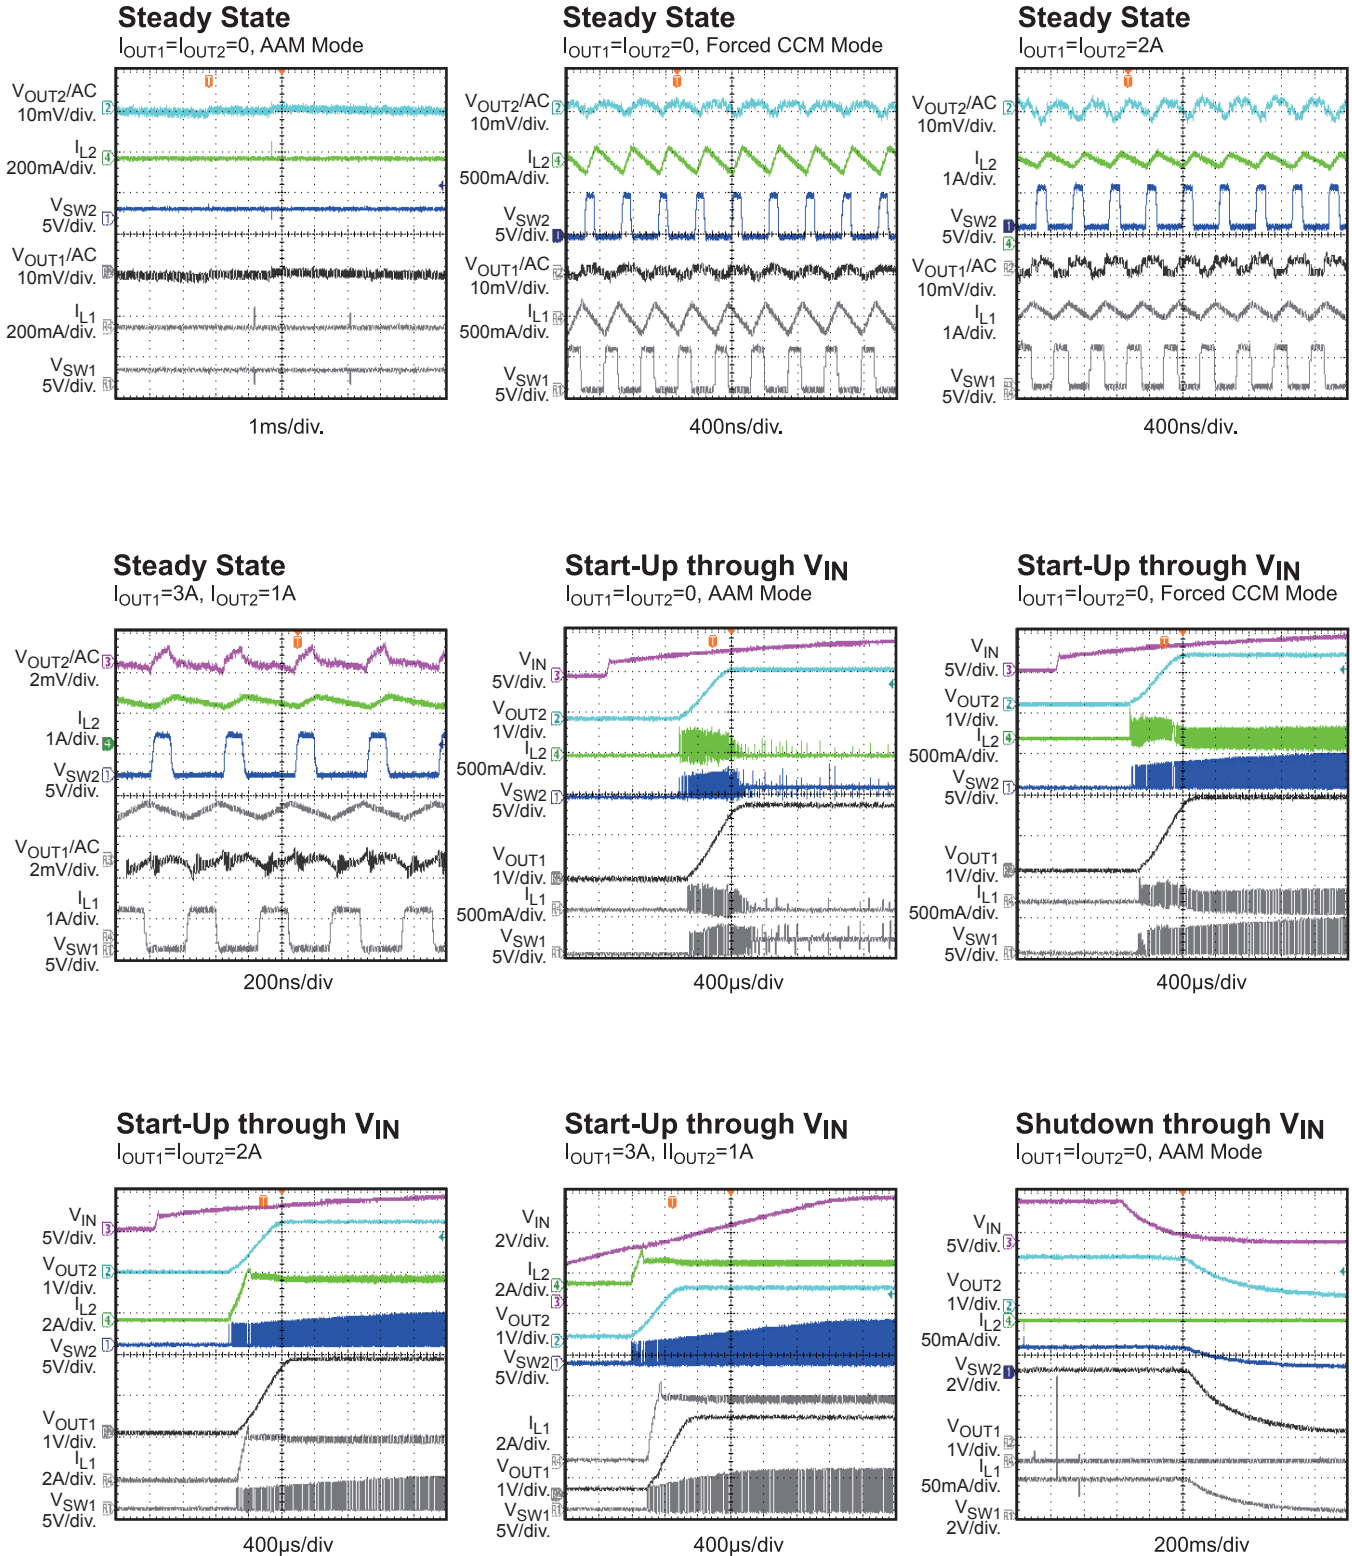 Steady State
IOUT1=IOUT2=0, AAM Mode
VOUT2/AC
10mV/div.
IL2
200mA/div.
VSW2
5V/div.
VOUT1/AC
10mV/div.
IL1
200mA/div.
VSW1
5V/div.
1ms/div.
Steady State
IOUT1=IOUT2=0, Forced CCM Mode
VOUT2/AC
10mV/div.
IL2
500mA/div.
VSW2
5V/div.
VOUT1/AC
10mV/div.
IL1
500mA/div.
VSW1
5V/div.
400ns/div.
Steady State
IOUT1=IOUT2=2A
VOUT2/AC
10mV/div.
IL2
1A/div.
VSW2
5V/div.
VOUT1/AC
10mV/div.
IL1
1A/div.
VSW1
5V/div.
400ns/div.
Steady State
IOUT1=3A, IOUT2=1A
VOUT2/AC
2mV/div.
IL2
1A/div.
VSW2
5V/div.
VOUT1/AC
2mV/div.
IL1
1A/div.
VSW1
5V/div.
200ns/div
Start-Up through VIN
IOUT1=IOUT2=0, AAM Mode
VIN
5V/div.
VOUT2
1V/div.
IL2
500mA/div.
VSW2
5V/div.
VOUT1
1V/div.
IL1
500mA/div.
VSW1
5V/div.
400µs/div
Start-Up through VIN
IOUT1=IOUT2=0, Forced CCM Mode
VIN
5V/div.
VOUT2
1V/div.
IL2
500mA/div.
VSW2
5V/div.
VOUT1
1V/div.
IL1
500mA/div.
VSW1
5V/div.
400µs/div
Start-Up through VIN
IOUT1=IOUT2=2A
VIN
5V/div.
VOUT2
1V/div.
IL2
2A/div.
VSW2
5V/div.
VOUT1
1V/div.
IL1
2A/div.
VSW1
5V/div.
400µs/div
Start-Up through VIN
IOUT1=3A, IIOUT2=1A
VIN
2V/div.
IL2
2A/div.
VOUT2
1V/div.
VSW2
5V/div.
IL1
2A/div.
VOUT1
1V/div.
VSW1
5V/div.
400µs/div
Shutdown through VIN
IOUT1=IOUT2=0, AAM Mode
VIN
5V/div.
VOUT2
1V/div.
IL2
50mA/div.
VSW2
2V/div.
VOUT1
1V/div.
IL1
50mA/div.
VSW1
2V/div.
200ms/div